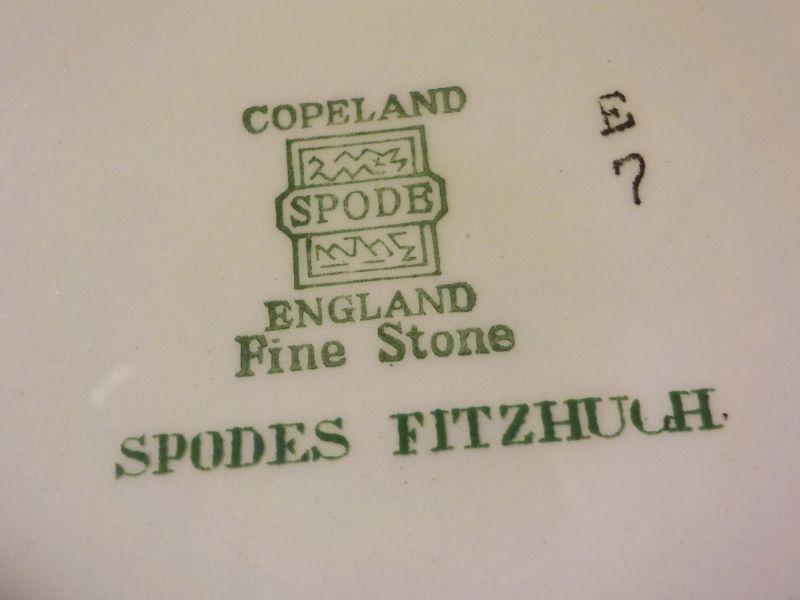 COPELAND
SPODE
ENGLAND
Fine Stone
SPODES FITZHUGH.
E
7